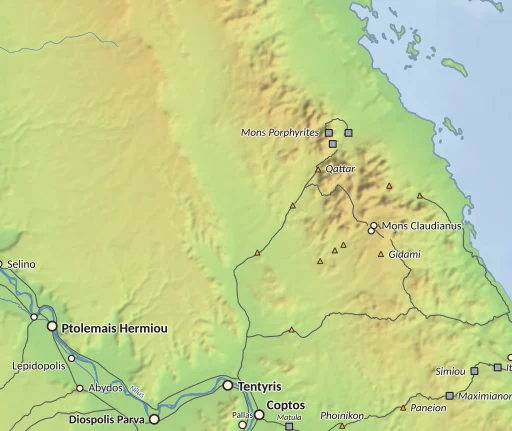 Mons Porphyrites
Qattar
Mons Claudianus
Gidami
Selino
Ptolemais Hermiou
Lepidopolis
Abydos
Nilus
Diospolis Parva
Tentyris
Coptos
Pallas
Matula
Phoinikon
Paneion
Simiou
Maximianon